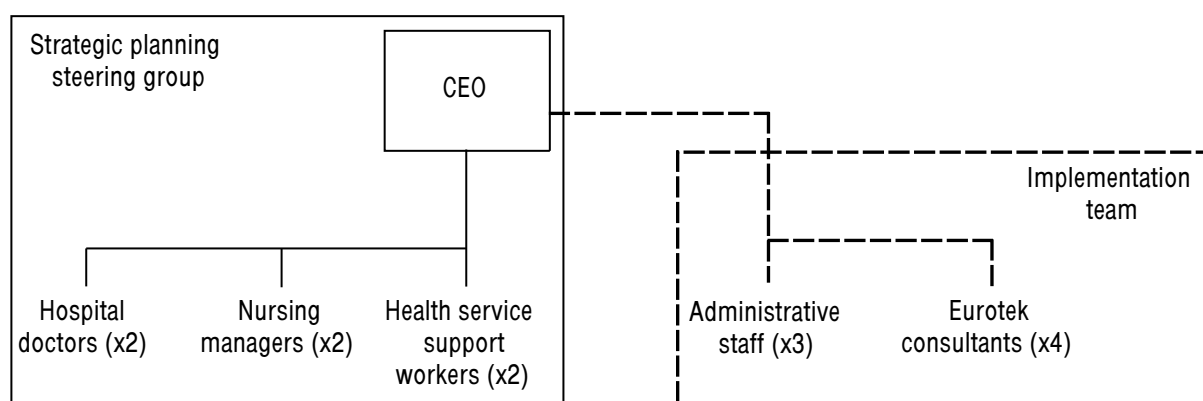 Strategic planning
steering group
CEO
Implementation
team
Hospital
doctors (x2)
Nursing
managers (x2)
Health service
support
workers (x2)
Administrative
staff (x3)
Eurotek
consultants (x4)